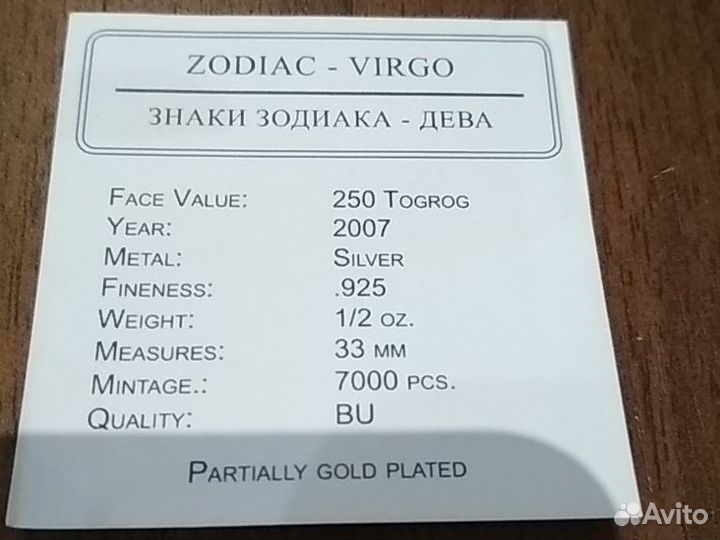 ZODIAC - VIRGO
ЗНАКИ ЗОДИАКА - ДЕВА
FACE VALUE: 250 TOGROG
YEAR: 2007
METAL: SILVER
FINENESS: .925
WEIGHT: 1/2 OZ.
MEASURES: 33 MM
MINTAGE.: 7000 PCS.
QUALITY: BU
PARTIALLY GOLD PLATED
Avito